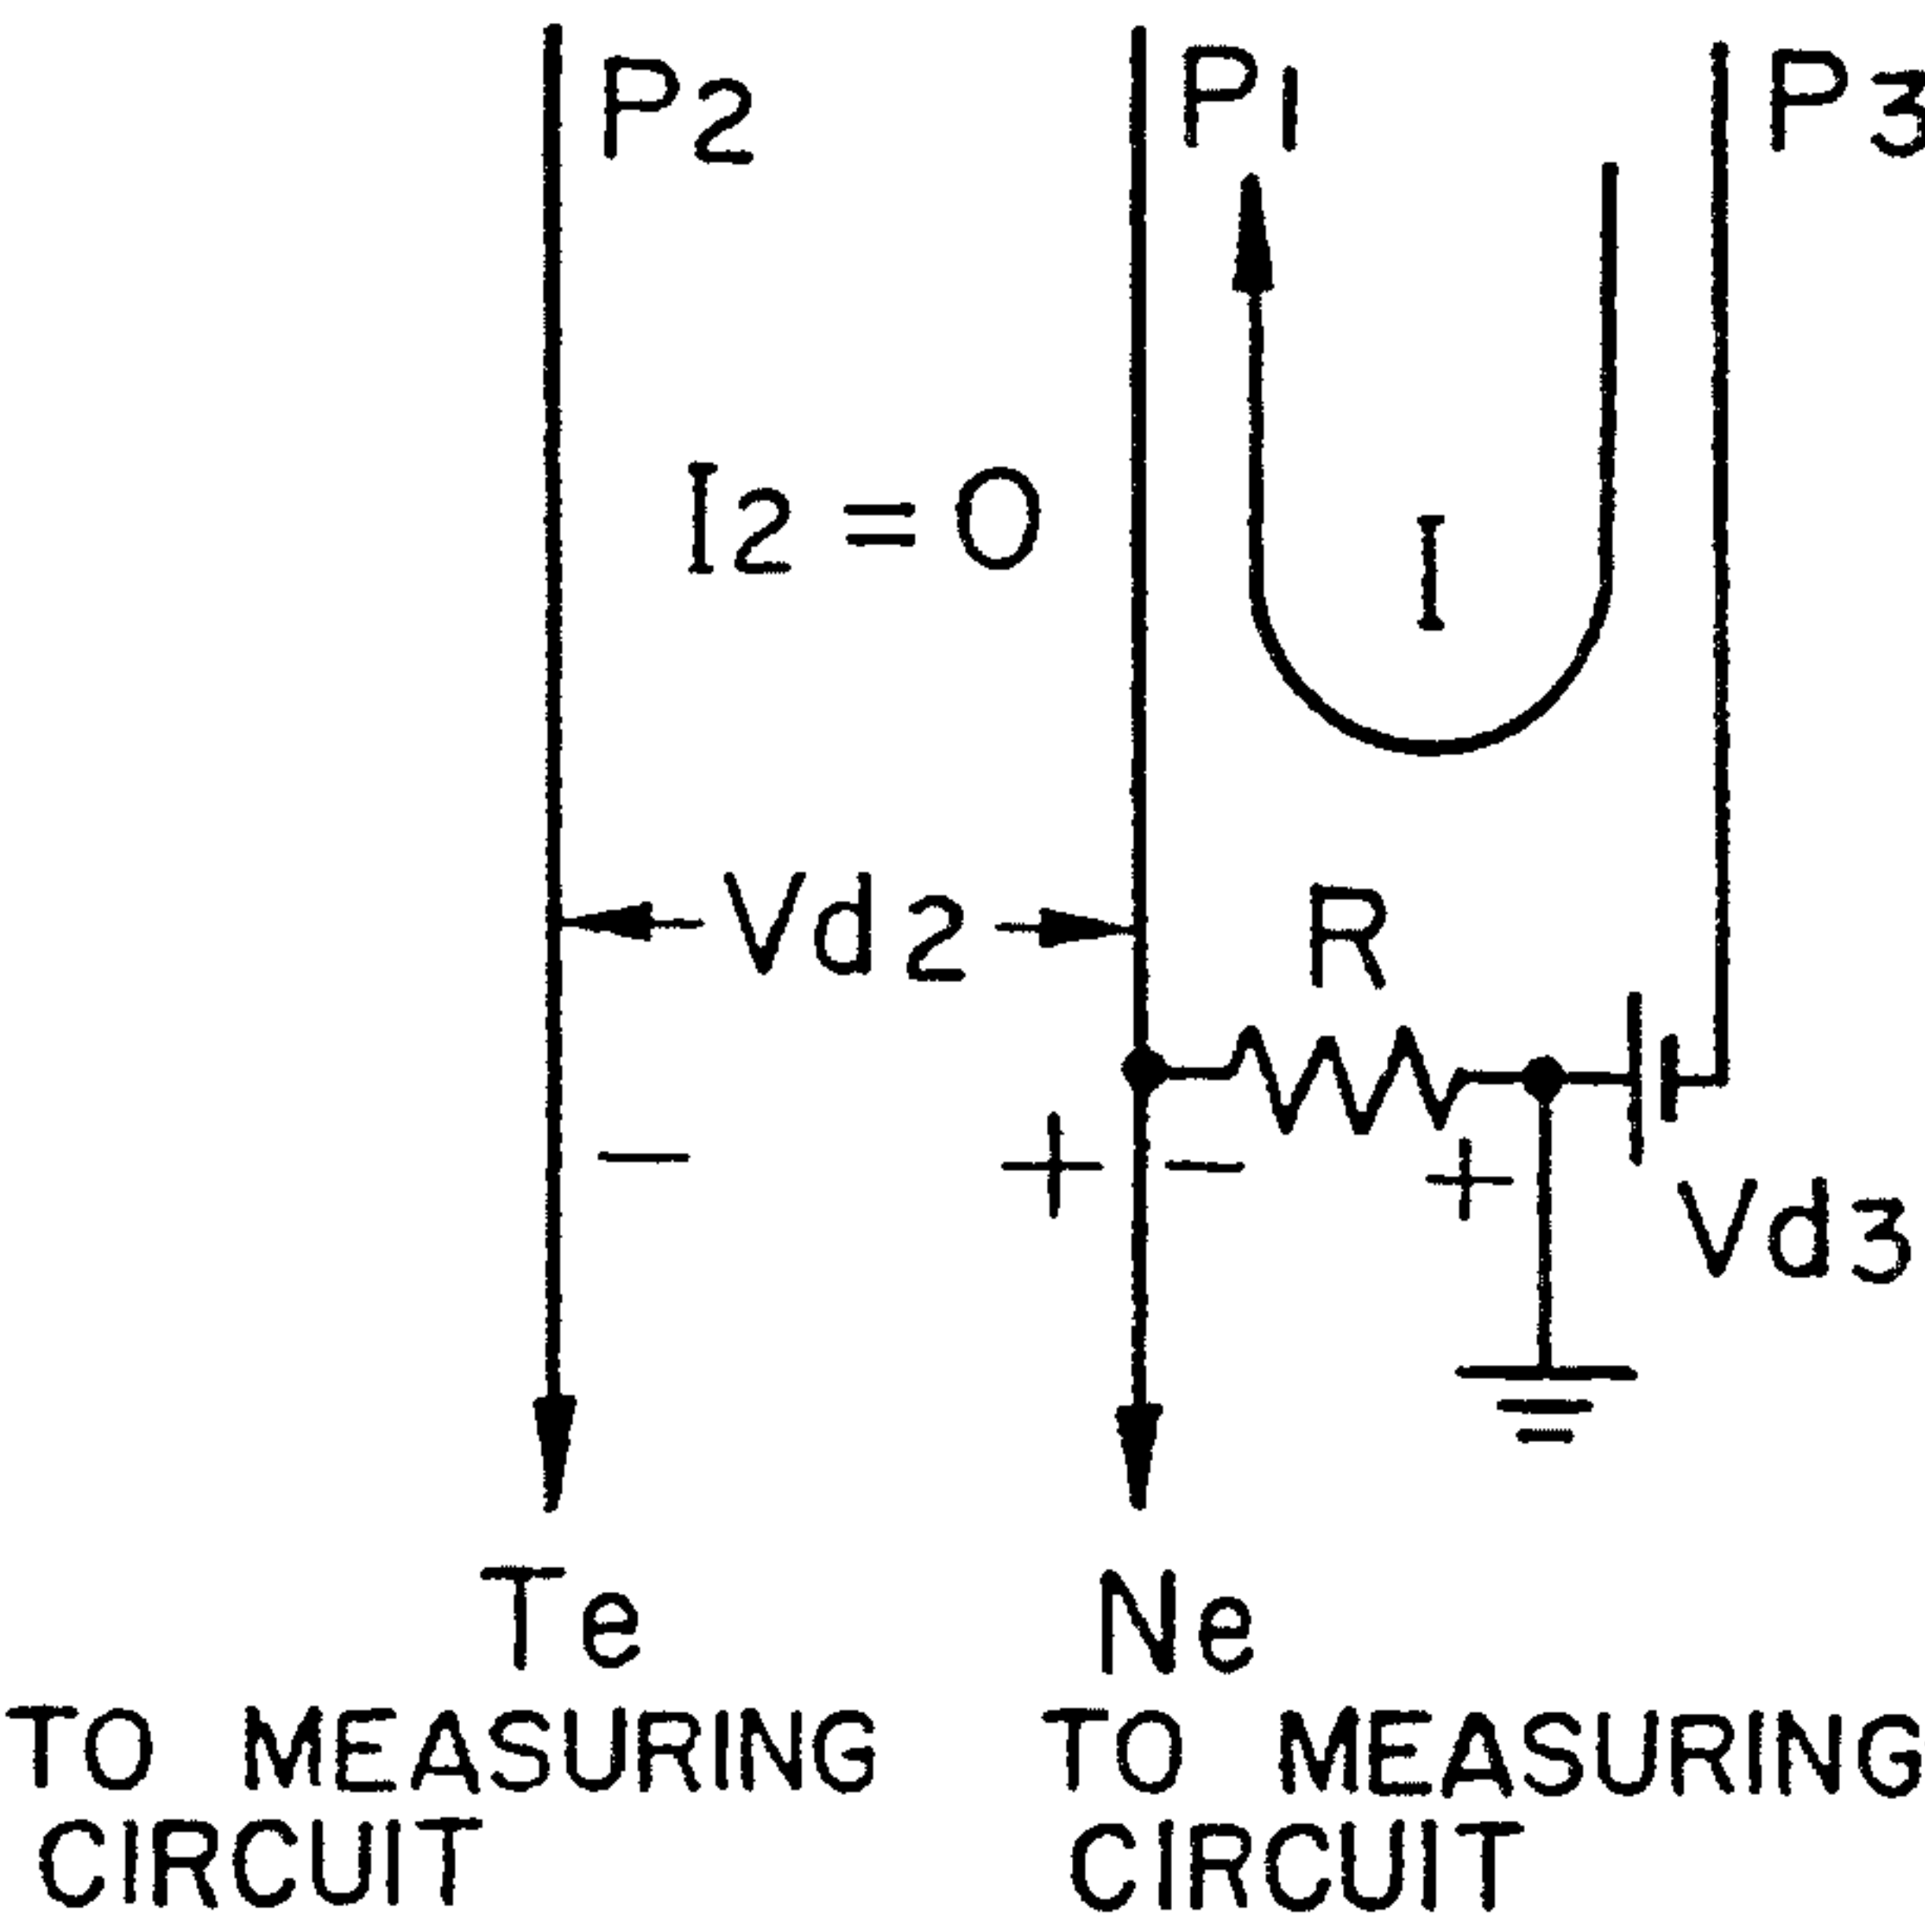 P2
P1
P3
I2 = O
I
Vd2
R
−
+
−
+
Vd3
Te
TO MEASURING
CIRCUIT
Ne
TO MEASURING
CIRCUIT